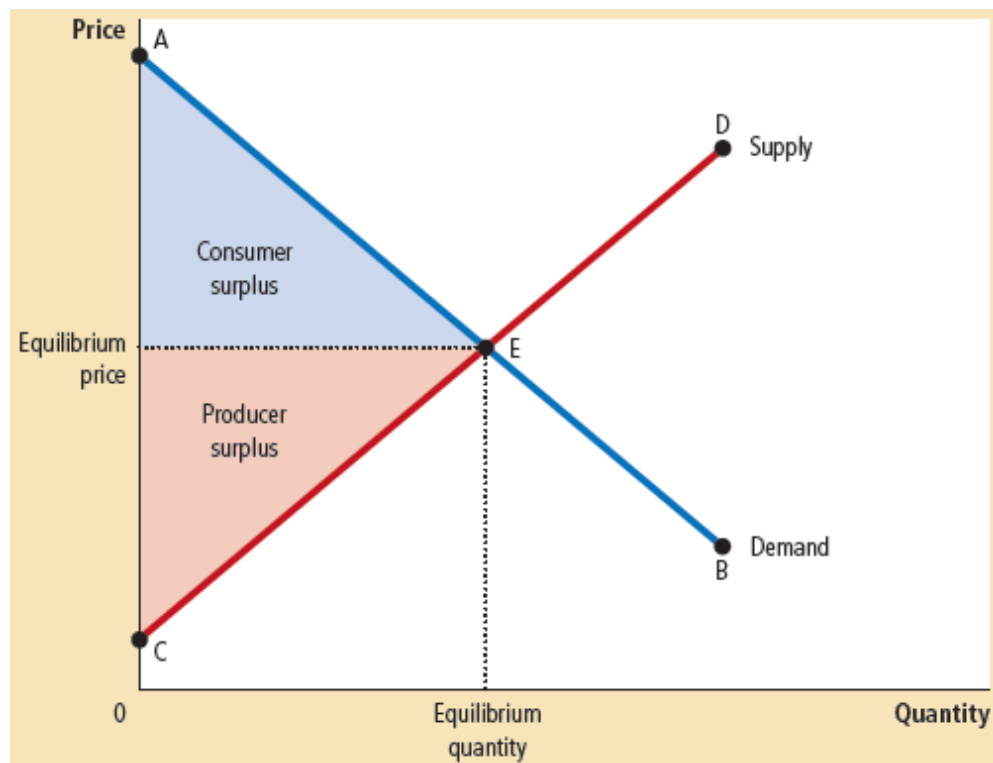 Price
A
D
Supply
Consumer
surplus
Equilibrium
price
E
Producer
surplus
Demand
B
C
0
Equilibrium
quantity
Quantity